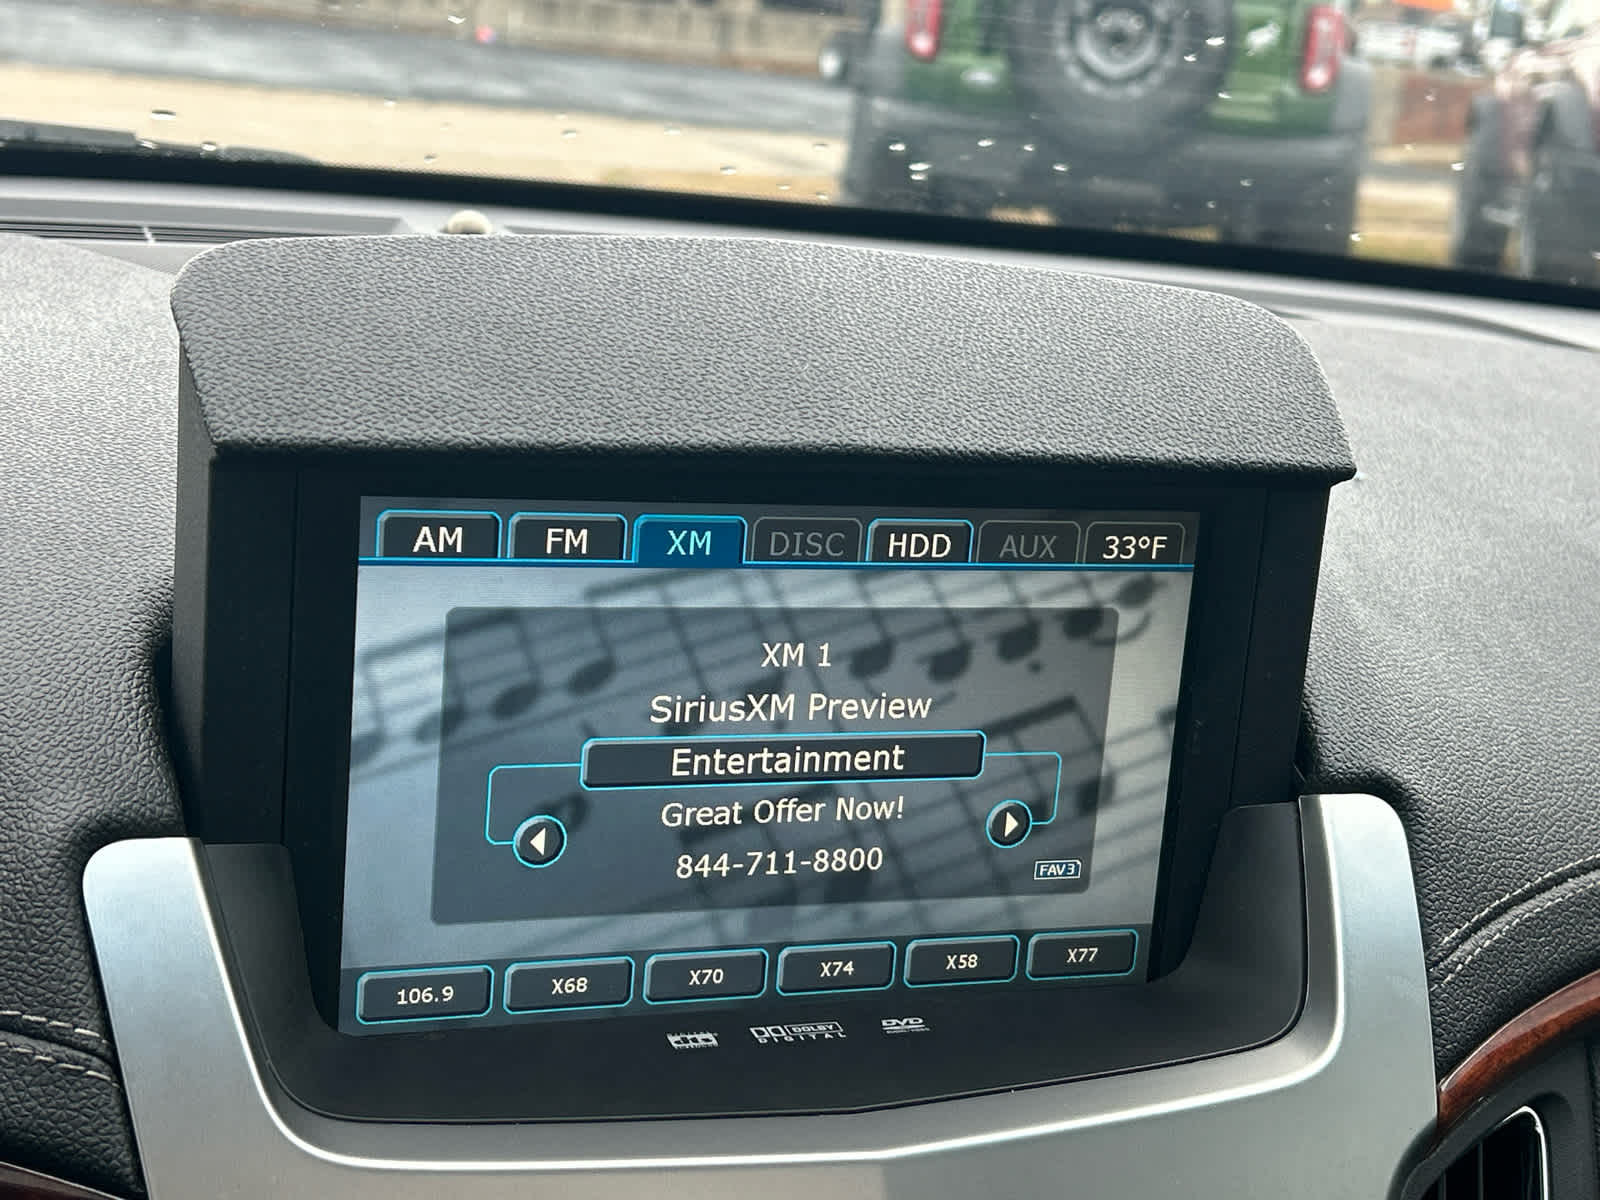 AM FM XM DISC HDD AUX 33°F
XM 1
SiriusXM Preview
Entertainment
Great Offer Now!
844-711-8800
FAV3
106.9 X68 X70 X74 X58 X77
DOLBY
DIGITAL
DVD